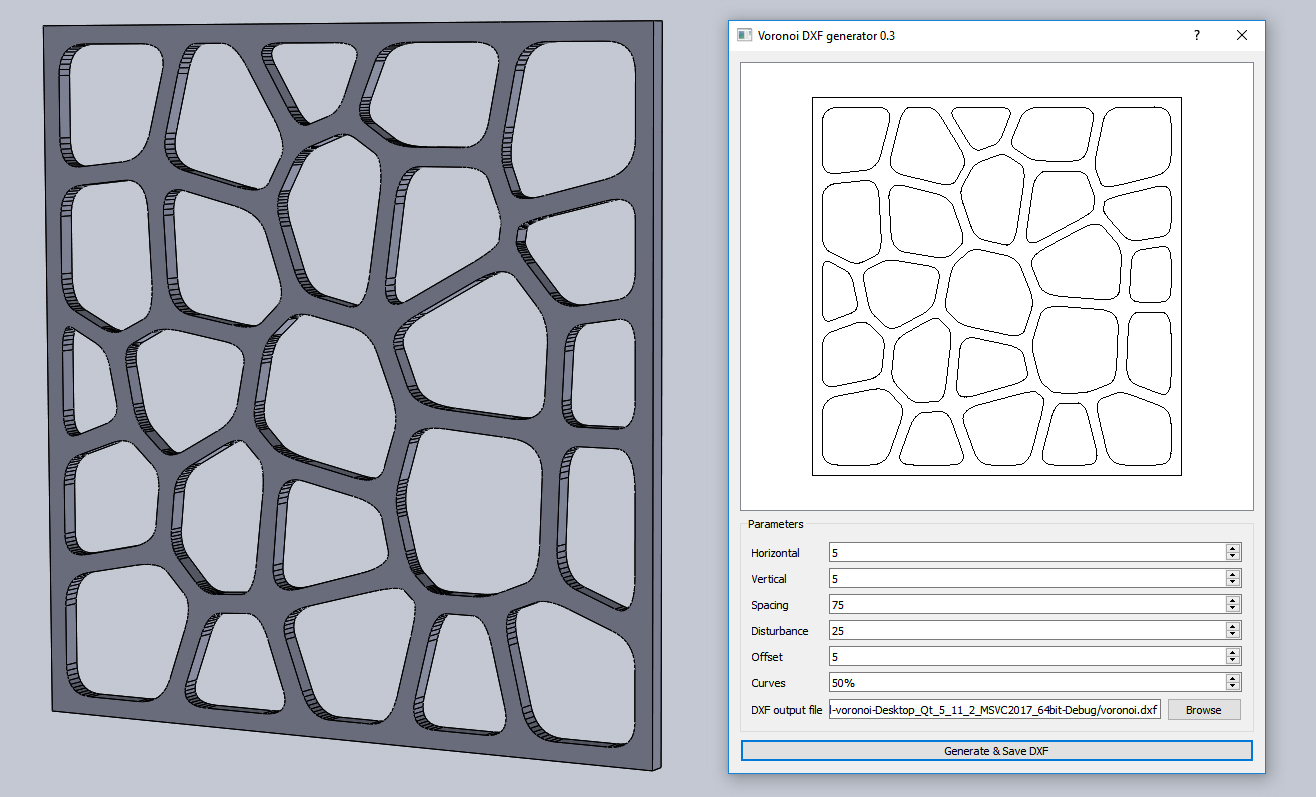 Voronoi DXF generator 0.3
?
Parameters
Horizontal 5
Vertical 5
Spacing 75
Disturbance 25
Offset 5
Curves 50%
DXF output file l-voronoi-Desktop_Qt_5_11_2_MSVC2017_64bit-Debug/voronoi.dxf Browse
Generate & Save DXF